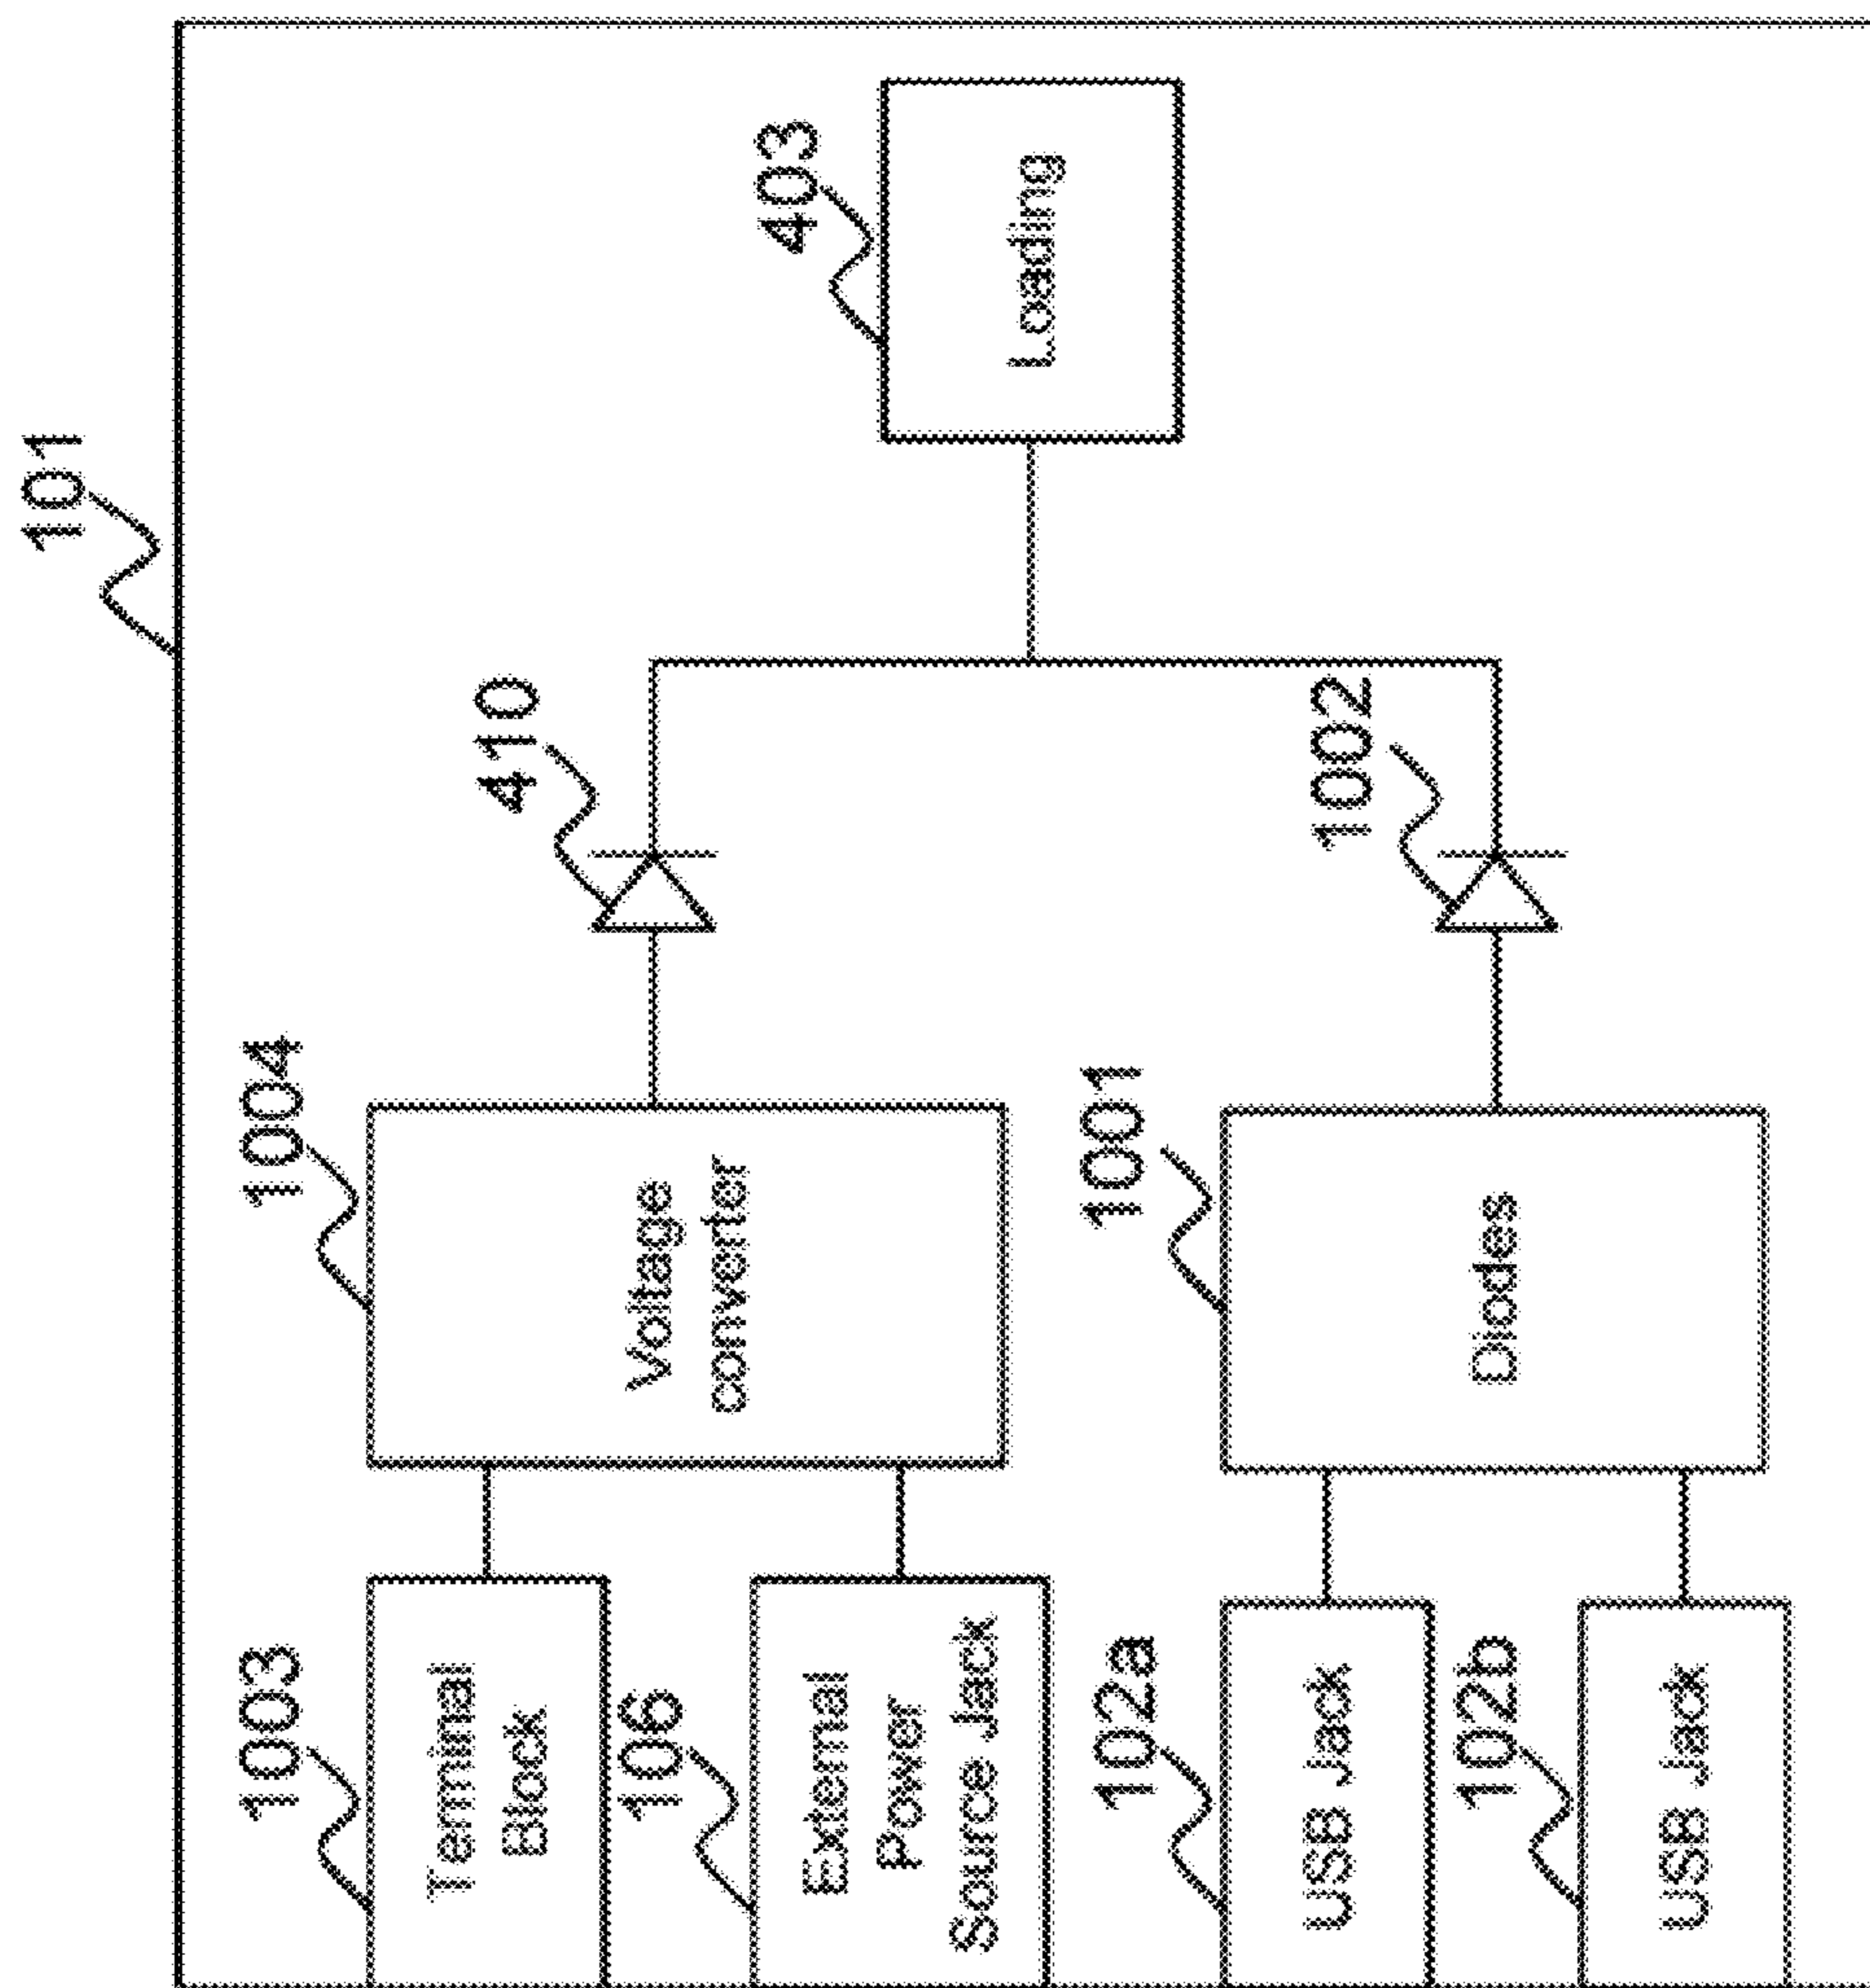 101
1003
Terminal
Block
1004
Voltage
converter
410
403
Loading
106
External
Power
Source Jack
102a
USB Jack
1001
Diodes
1002
102b
USB Jack